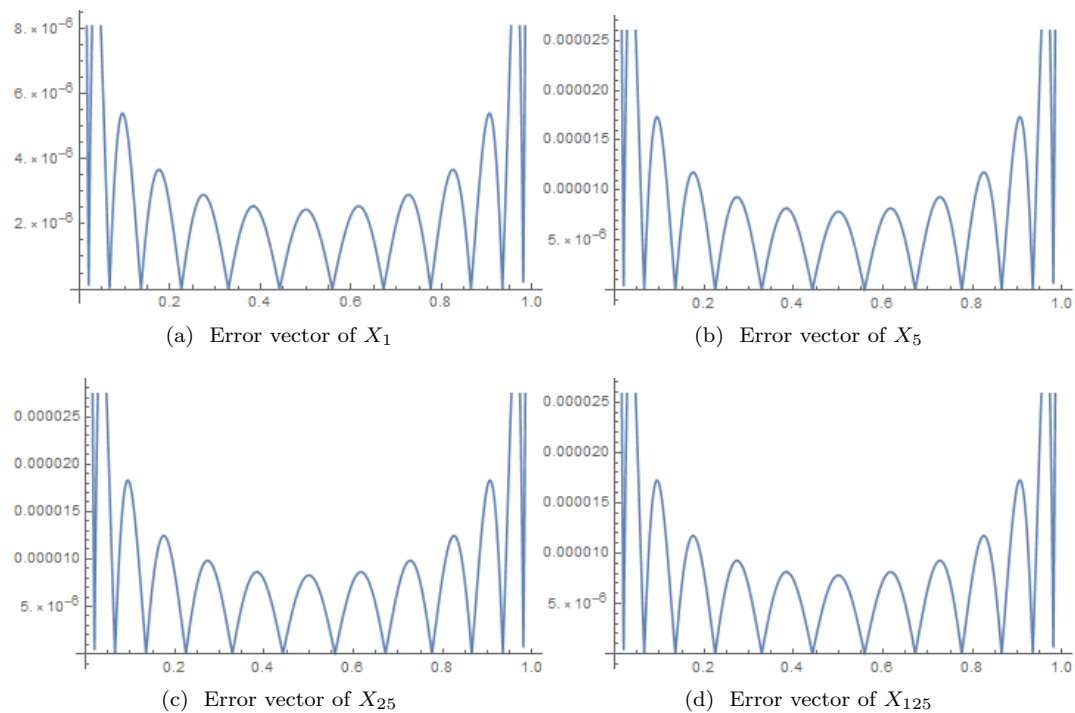 8. × 10⁻⁶
6. × 10⁻⁶
4. × 10⁻⁶
2. × 10⁻⁶
0.2 0.4 0.6 0.8 1.0
(a) Error vector of X₁
0.000025
0.000020
0.000015
0.000010
5. × 10⁻⁶
0.2 0.4 0.6 0.8 1.0
(b) Error vector of X₅
0.000025
0.000020
0.000015
0.000010
5. × 10⁻⁶
0.2 0.4 0.6 0.8 1.0
(c) Error vector of X₂₅
0.000025
0.000020
0.000015
0.000010
5. × 10⁻⁶
0.2 0.4 0.6 0.8 1.0
(d) Error vector of X₁₂₅